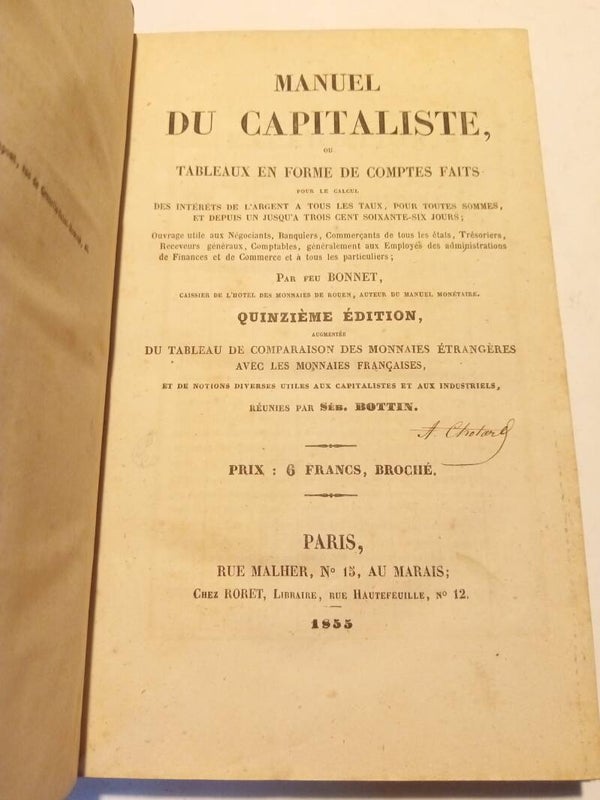 MANUEL
DU CAPITALISTE,
OU
TABLEAUX EN FORME DE COMPTES FAITS
POUR LE CALCUL
DES INTÉRÊTS DE L'ARGENT A TOUS LES TAUX, POUR TOUTES SOMMES,
ET DEPUIS UN JUSQU'A TROIS CENT SOIXANTE-SIX JOURS;
Ouvrage utile aux Négociants, Banquiers, Commerçants de tous les états, Trésoriers,
Receveurs généraux, Comptables, généralement aux Employés des administrations
de Finances et de Commerce et à tous les particuliers;
PAR FEU BONNET,
CAISSIER DE L'HOTEL DES MONNAIES DE ROUEN, AUTEUR DU MANUEL MONÉTAIRE.
QUINZIÈME ÉDITION,
AUGMENTÉE
DU TABLEAU DE COMPARAISON DES MONNAIES ÉTRANGÈRES
AVEC LES MONNAIES FRANÇAISES,
ET DE NOTIONS DIVERSES UTILES AUX CAPITALISTES ET AUX INDUSTRIELS,
RÉUNIES PAR SÉB. BOTTIN.
PRIX : 6 FRANCS, BROCHÉ.
PARIS,
RUE MALHER, No 15, AU MARAIS;
CHEZ RORET, LIBRAIRE, RUE HAUTEFEUILLE, No 12.
1855